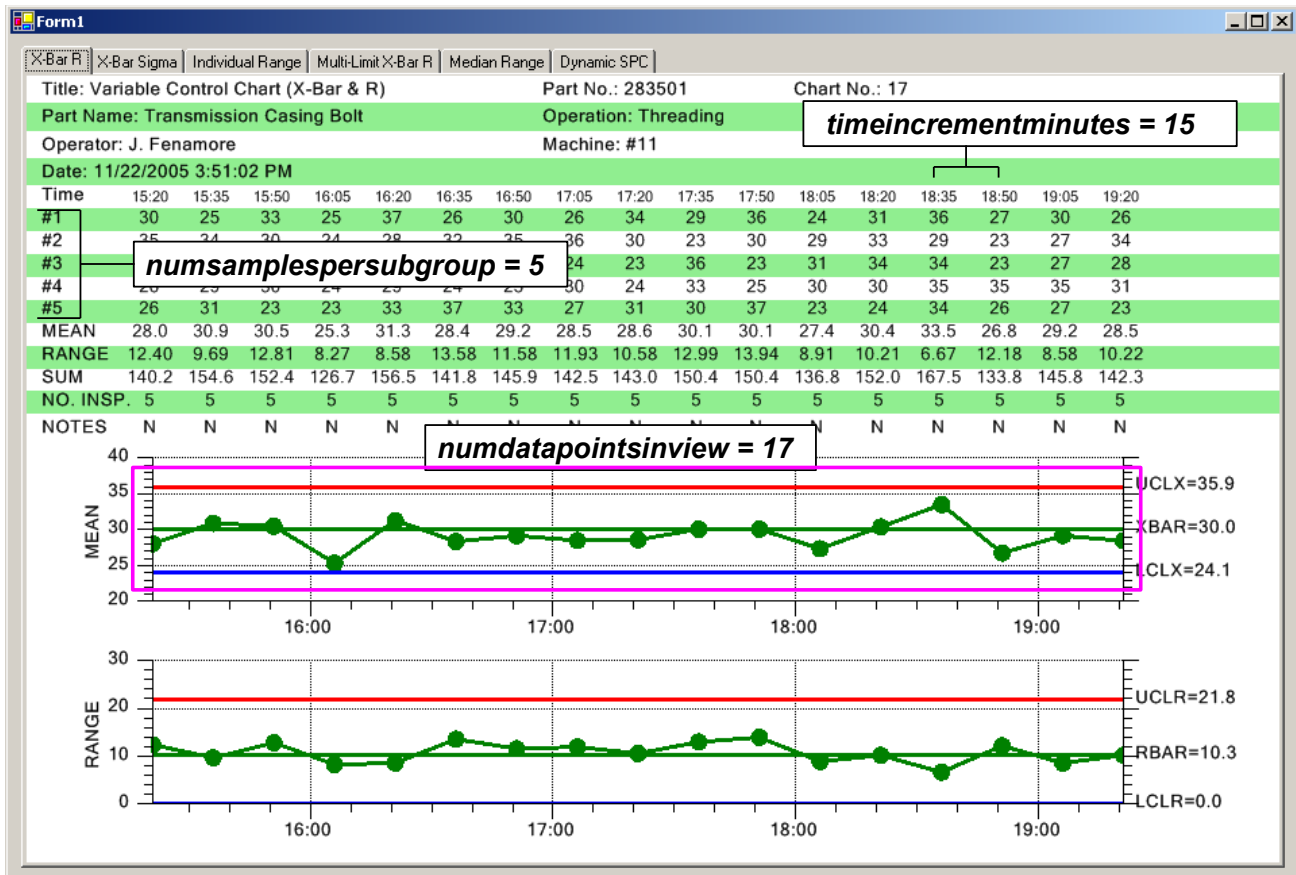 Form1
X-Bar R X-Bar Sigma Individual Range Multi-Limit X-Bar R Median Range Dynamic SPC
Title: Variable Control Chart (X-Bar & R) Part No.: 283501 Chart No.: 17
Part Name: Transmission Casing Bolt Operation: Threading
timeincrementminutes = 15
Operator: J. Fenamore Machine: #11
Date: 11/22/2005 3:51:02 PM
Time 15:20 15:35 15:50 16:05 16:20 16:35 16:50 17:05 17:20 17:35 17:50 18:05 18:20 18:35 18:50 19:05 19:20
#1 30 25 33 25 37 26 30 26 34 29 36 24 31 36 27 30 26
#2 36 30 23 30 29 33 29 23 27 34
#3 24 23 36 23 31 34 34 23 27 28
numsamplespersubgroup = 5
#4 30 24 33 25 30 30 35 35 35 31
#5 26 31 23 23 33 37 33 27 31 30 37 23 24 34 26 27 23
MEAN 28.0 30.9 30.5 25.3 31.3 28.4 29.2 28.5 28.6 30.1 30.1 27.4 30.4 33.5 26.8 29.2 28.5
RANGE 12.40 9.69 12.81 8.27 8.58 13.58 11.58 11.93 10.58 12.99 13.94 8.91 10.21 6.67 12.18 8.58 10.22
SUM 140.2 154.6 152.4 126.7 156.5 141.8 145.9 142.5 143.0 150.4 150.4 136.8 152.0 167.5 133.8 145.8 142.3
NO. INSP. 5 5 5 5 5 5 5 5 5 5 5 5 5 5 5 5 5
NOTES N N N N N N N N N N
numdatapointsinview = 17
40
35
30
25
20
MEAN
UCLX=35.9
XBAR=30.0
LCLX=24.1
16:00 17:00 18:00 19:00
30
20
10
0
RANGE
UCLR=21.8
RBAR=10.3
LCLR=0.0
16:00 17:00 18:00 19:00